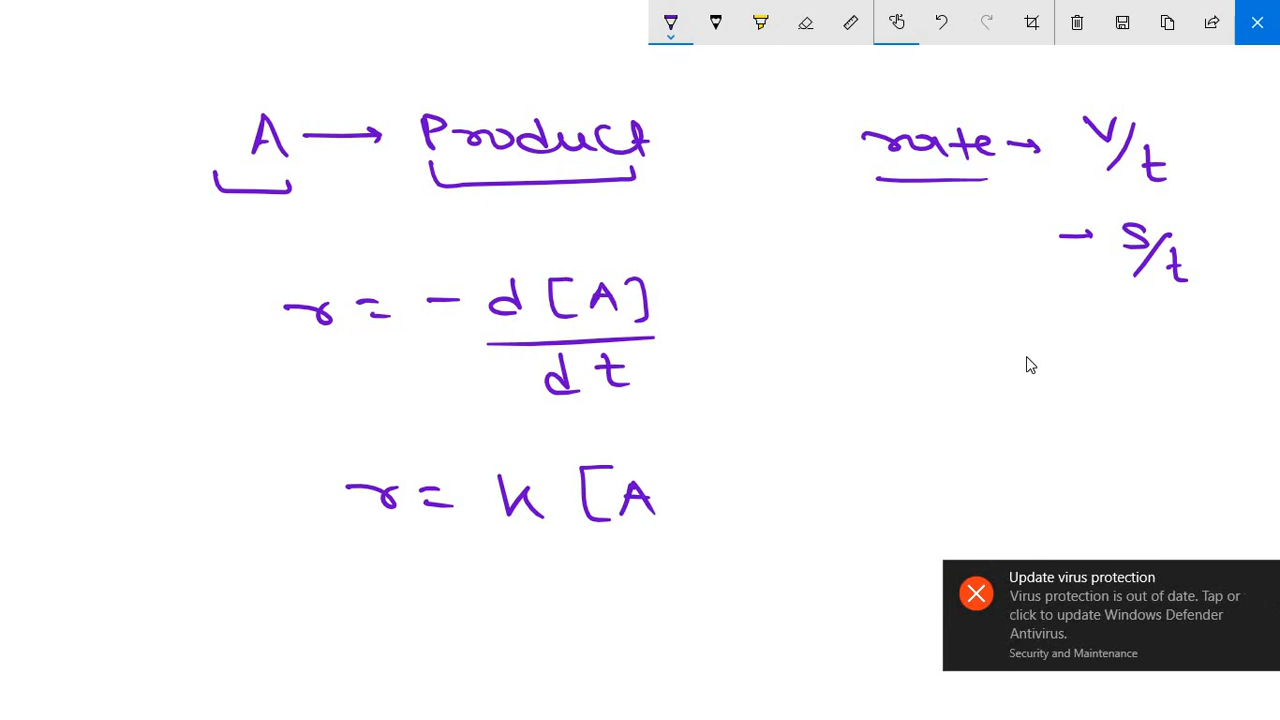 A → Product
rate → v/t
→ s/t
r = - d [A]
d t
r = k [A
Update virus protection
Virus protection is out of date. Tap or
click to update Windows Defender
Antivirus.
Security and Maintenance